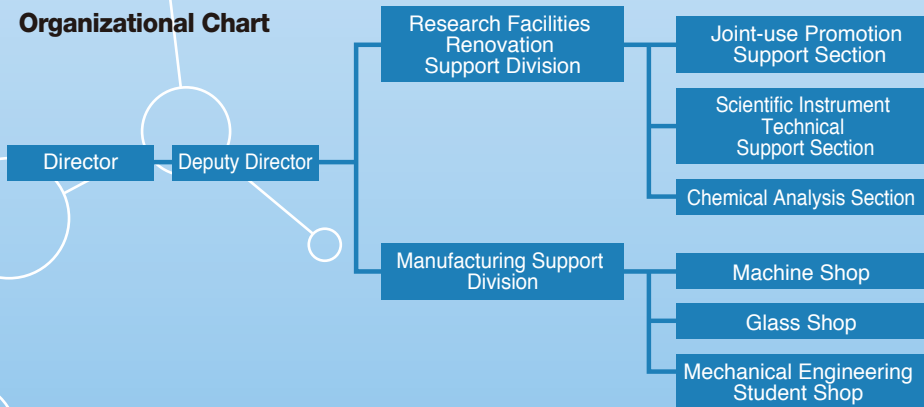 Organizational Chart
Director
Deputy Director
Research Facilities
Renovation
Support Division
Joint-use Promotion
Support Section
Scientific Instrument
Technical
Support Section
Chemical Analysis Section
Manufacturing Support
Division
Machine Shop
Glass Shop
Mechanical Engineering
Student Shop